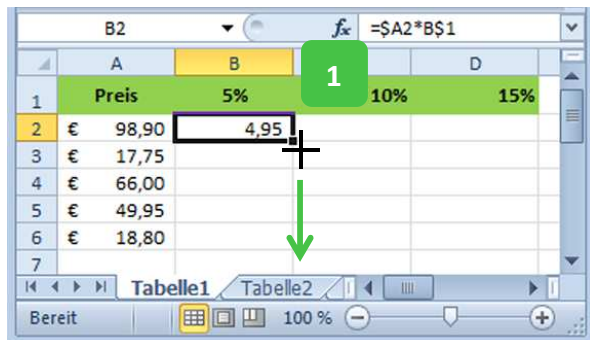 B2 fx =$A2*B$1
A B D
1 Preis 5% 10% 15%
1
2 € 98,90 4,95
3 € 17,75
4 € 66,00
5 € 49,95
6 € 18,80
7
Tabelle1 Tabelle2
Bereit 100 %